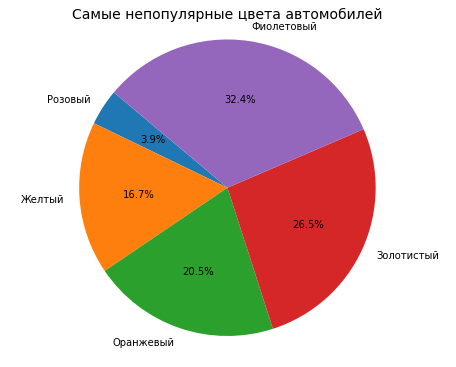 Самые непопулярные цвета автомобилей
Фиолетовый
32.4%
Розовый
3.9%
Желтый
16.7%
26.5%
Золотистый
20.5%
Оранжевый